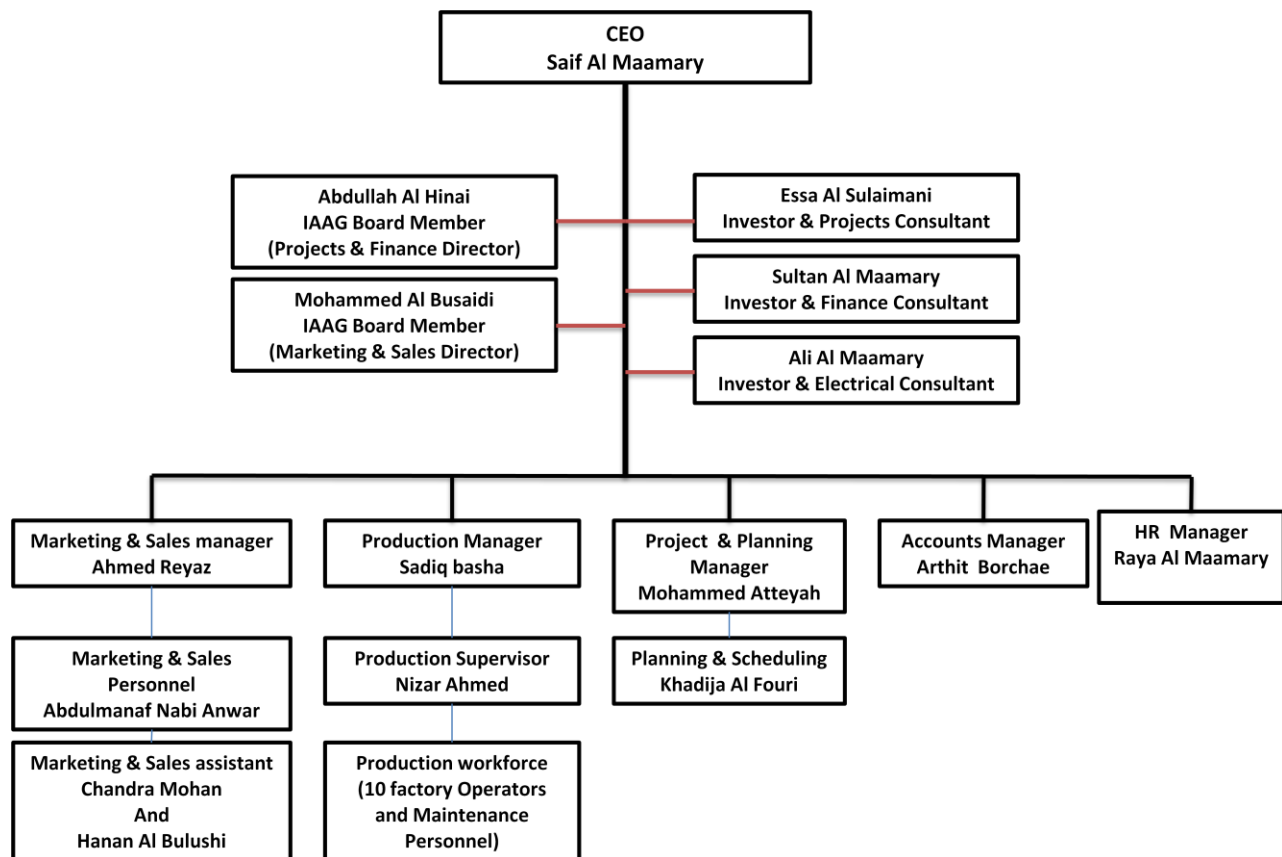 CEO
Saif Al Maamary
Abdullah Al Hinai
IAAG Board Member
(Projects & Finance Director)
Essa Al Sulaimani
Investor & Projects Consultant
Mohammed Al Busaidi
IAAG Board Member
(Marketing & Sales Director)
Sultan Al Maamary
Investor & Finance Consultant
Ali Al Maamary
Investor & Electrical Consultant
Marketing & Sales manager
Ahmed Reyaz
Production Manager
Sadiq basha
Project & Planning
Manager
Mohammed Atteyah
Accounts Manager
Arthit Borchae
HR Manager
Raya Al Maamary
Marketing & Sales
Personnel
Abdulmanaf Nabi Anwar
Production Supervisor
Nizar Ahmed
Planning & Scheduling
Khadija Al Fouri
Marketing & Sales assistant
Chandra Mohan
And
Hanan Al Bulushi
Production workforce
(10 factory Operators
and Maintenance
Personnel)